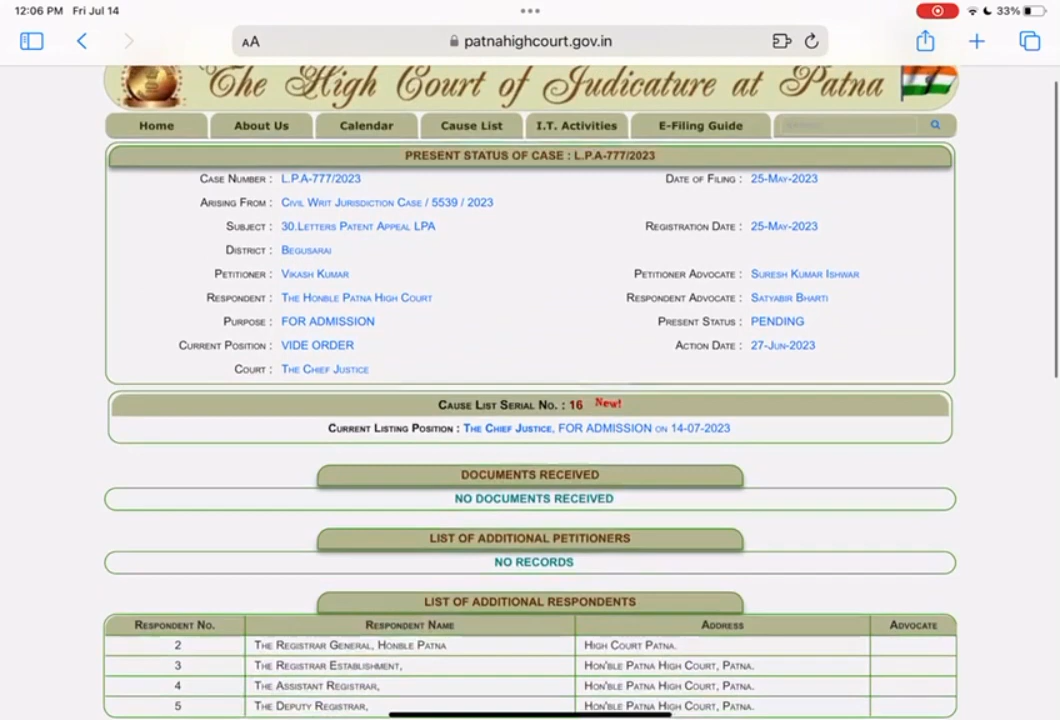 12:06 PM Fri Jul 14
33%
AA
patnahighcourt.gov.in
The High Court of Judicature at Patna
Home About Us Calendar Cause List I.T. Activities E-Filing Guide
PRESENT STATUS OF CASE : L.P.A-777/2023
CASE NUMBER : L.P.A-777/2023 DATE OF FILING : 25-MAY-2023
ARISING FROM : CIVIL WRIT JURISDICTION CASE / 5539 / 2023
SUBJECT : 30.LETTERS PATENT APPEAL LPA REGISTRATION DATE : 25-MAY-2023
DISTRICT : BEGUSARAI
PETITIONER : VIKASH KUMAR PETITIONER ADVOCATE : SURESH KUMAR ISHWAR
RESPONDENT : THE HONBLE PATNA HIGH COURT RESPONDENT ADVOCATE : SATYABIR BHARTI
PURPOSE : FOR ADMISSION PRESENT STATUS : PENDING
CURRENT POSITION : VIDE ORDER ACTION DATE : 27-JUN-2023
COURT : THE CHIEF JUSTICE
CAUSE LIST SERIAL NO. : 16 New!
CURRENT LISTING POSITION : THE CHIEF JUSTICE, FOR ADMISSION ON 14-07-2023
DOCUMENTS RECEIVED
NO DOCUMENTS RECEIVED
LIST OF ADDITIONAL PETITIONERS
NO RECORDS
LIST OF ADDITIONAL RESPONDENTS
RESPONDENT NO. RESPONDENT NAME ADDRESS ADVOCATE
2 THE REGISTRAR GENERAL, HONBLE PATNA HIGH COURT PATNA.
3 THE REGISTRAR ESTABLISHMENT, HON'BLE PATNA HIGH COURT, PATNA.
4 THE ASSISTANT REGISTRAR, HON'BLE PATNA HIGH COURT, PATNA.
5 THE DEPUTY REGISTRAR, HON'BLE PATNA HIGH COURT, PATNA.